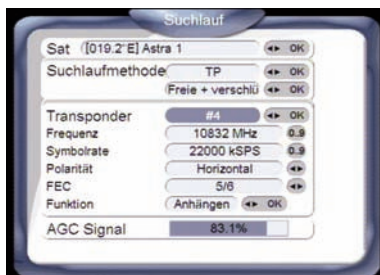 Suchlauf
Sat ([019.2°E] Astra 1 OK
Suchlaufmethode TP OK
Freie + verschlü OK
Transponder #4 OK
Frequenz 10832 MHz 0..9
Symbolrate 22000 kSPS 0..9
Polarität Horizontal
FEC 5/6
Funktion Anhängen OK
AGC Signal 83.1%